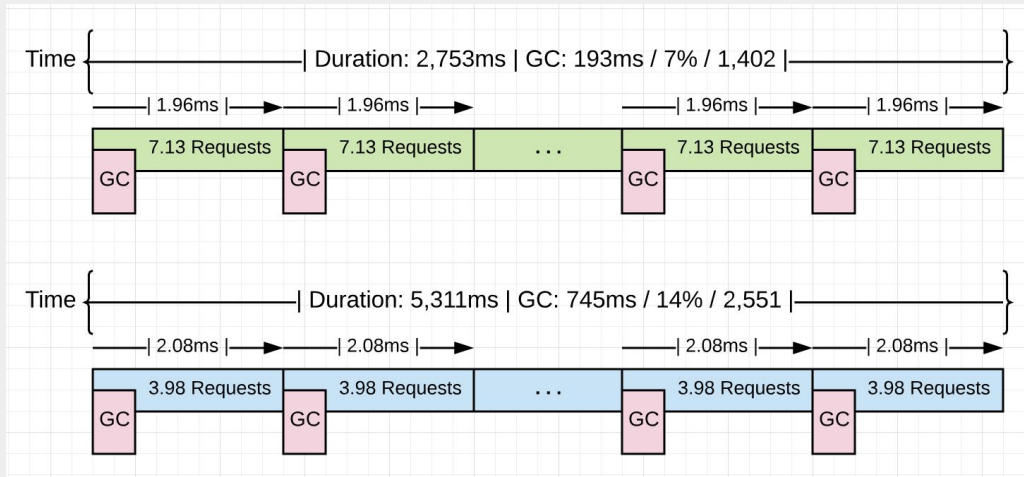 Time | Duration: 2,753ms | GC: 193ms / 7% / 1,402 |
| 1.96ms | | 1.96ms | | 1.96ms | | 1.96ms |
7.13 Requests 7.13 Requests ... 7.13 Requests 7.13 Requests
GC GC GC GC
Time | Duration: 5,311ms | GC: 745ms / 14% / 2,551 |
| 2.08ms | | 2.08ms | | 2.08ms | | 2.08ms |
3.98 Requests 3.98 Requests ... 3.98 Requests 3.98 Requests
GC GC GC GC